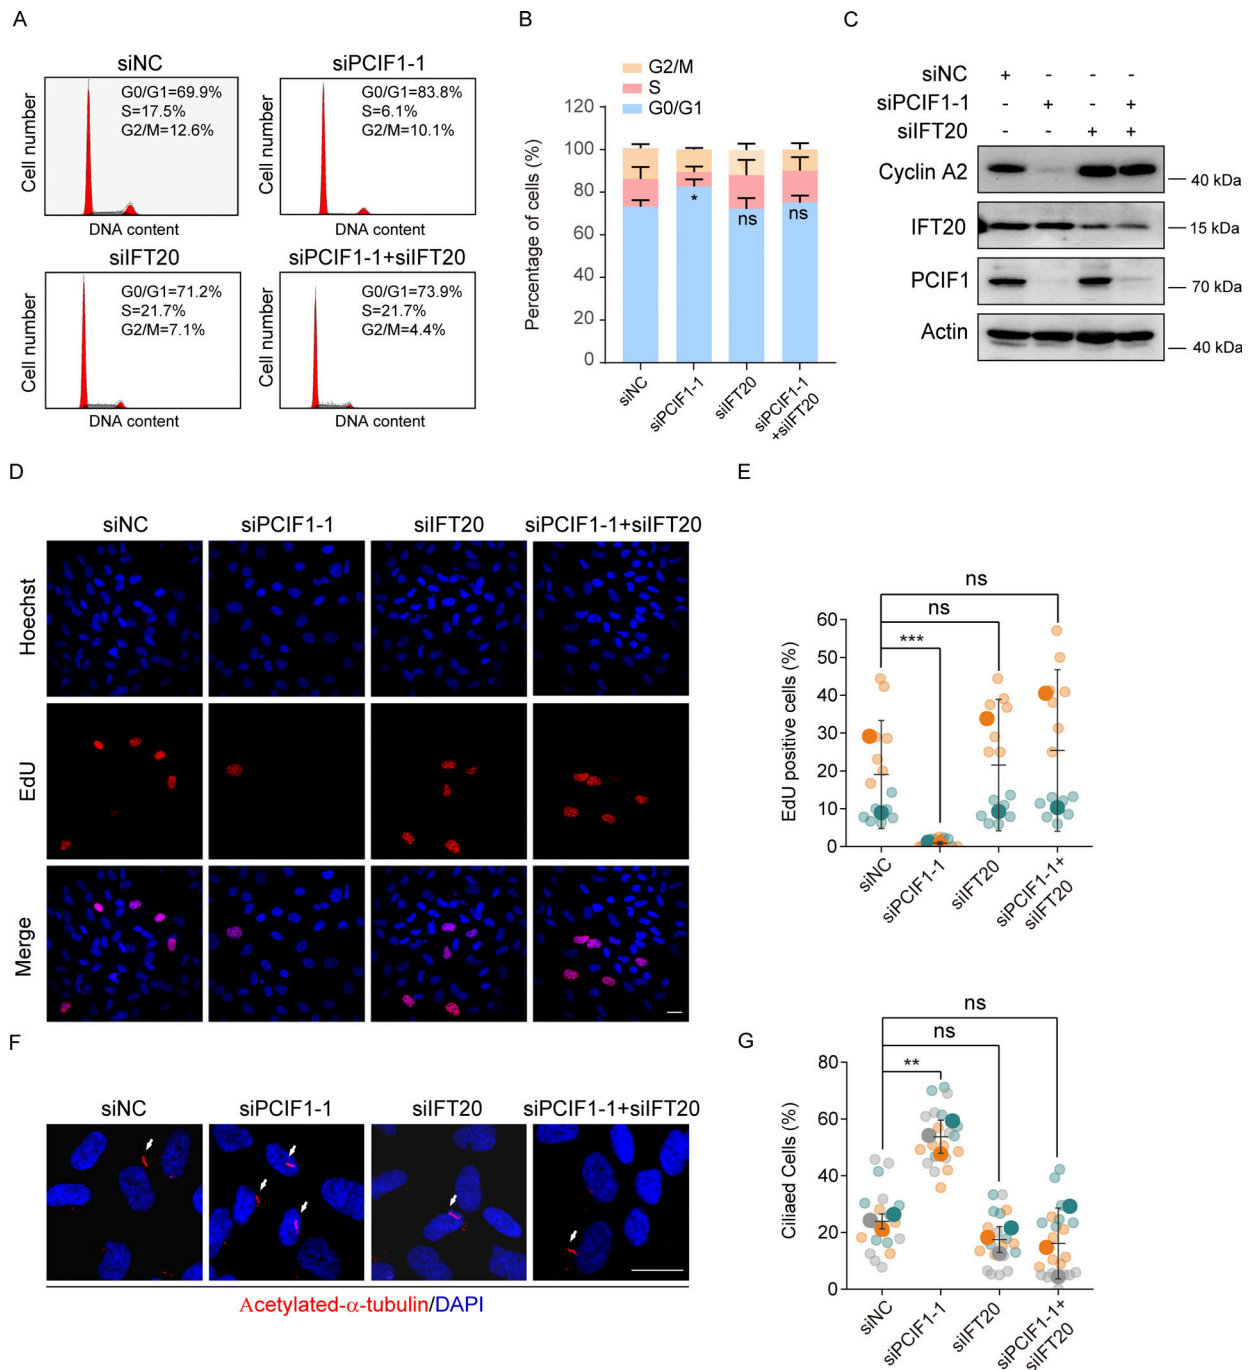 A
siNC
G0/G1=69.9%
S=17.5%
G2/M=12.6%
Cell number
DNA content
siPCIF1-1
G0/G1=83.8%
S=6.1%
G2/M=10.1%
Cell number
DNA content
siIFT20
G0/G1=71.2%
S=21.7%
G2/M=7.1%
Cell number
DNA content
siPCIF1-1+siIFT20
G0/G1=73.9%
S=21.7%
G2/M=4.4%
Cell number
DNA content
B
G2/M
S
G0/G1
Percentage of cells (%)
120
100
80
60
40
20
0
*
ns
ns
siNC
siPCIF1-1
siIFT20
siPCIF1-1
+siIFT20
C
siNC + - - -
siPCIF1-1 - + - +
siIFT20 - - + +
Cyclin A2
40 kDa
IFT20
15 kDa
PCIF1
70 kDa
Actin
40 kDa
D
siNC
siPCIF1-1
siIFT20
siPCIF1-1+siIFT20
Hoechst
EdU
Merge
E
ns
ns
***
EdU positive cells (%)
60
50
40
30
20
10
0
siNC
siPCIF1-1
siIFT20
siPCIF1-1+
siIFT20
F
siNC
siPCIF1-1
siIFT20
siPCIF1-1+siIFT20
Acetylated-α-tubulin/DAPI
G
ns
ns
**
Ciliaed Cells (%)
80
60
40
20
0
siNC
siPCIF1-1
siIFT20
siPCIF1-1+
siIFT20